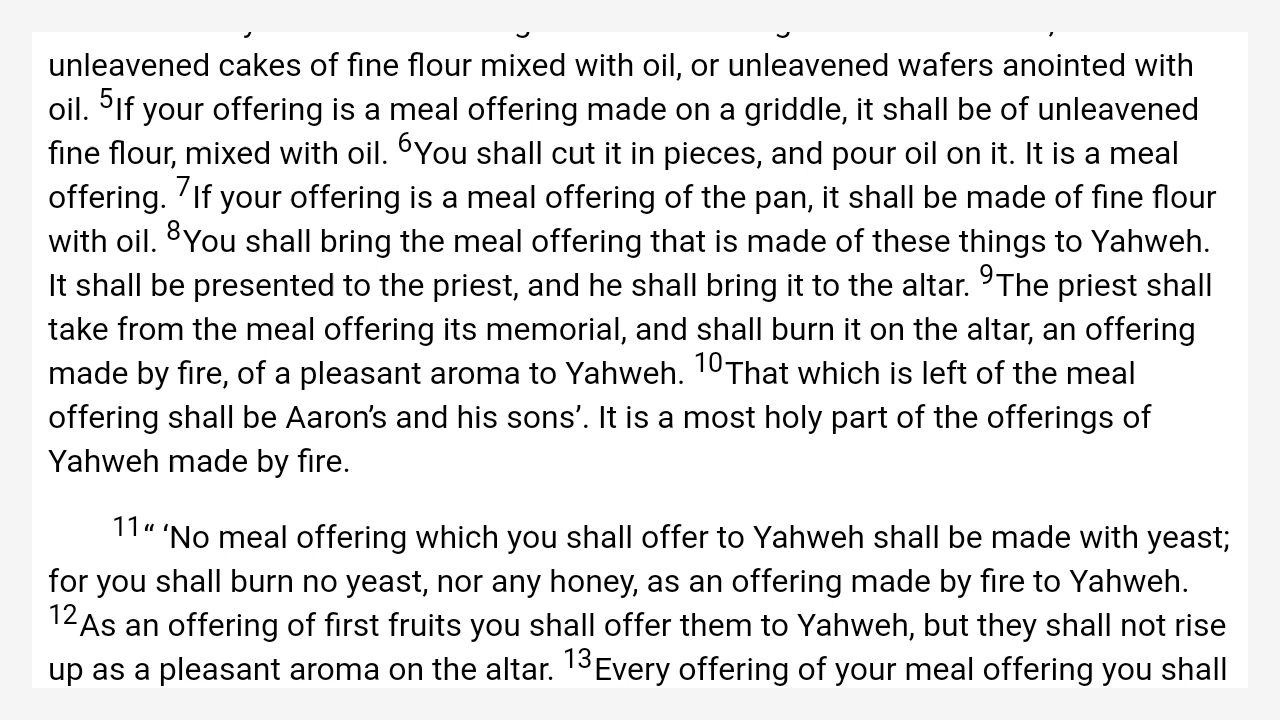 unleavened cakes of fine flour mixed with oil, or unleavened wafers anointed with
oil. 5If your offering is a meal offering made on a griddle, it shall be of unleavened
fine flour, mixed with oil. 6You shall cut it in pieces, and pour oil on it. It is a meal
offering. 7If your offering is a meal offering of the pan, it shall be made of fine flour
with oil. 8You shall bring the meal offering that is made of these things to Yahweh.
It shall be presented to the priest, and he shall bring it to the altar. 9The priest shall
take from the meal offering its memorial, and shall burn it on the altar, an offering
made by fire, of a pleasant aroma to Yahweh. 10That which is left of the meal
offering shall be Aaron’s and his sons’. It is a most holy part of the offerings of
Yahweh made by fire.
11“ ‘No meal offering which you shall offer to Yahweh shall be made with yeast;
for you shall burn no yeast, nor any honey, as an offering made by fire to Yahweh.
12As an offering of first fruits you shall offer them to Yahweh, but they shall not rise
up as a pleasant aroma on the altar. 13Every offering of your meal offering you shall